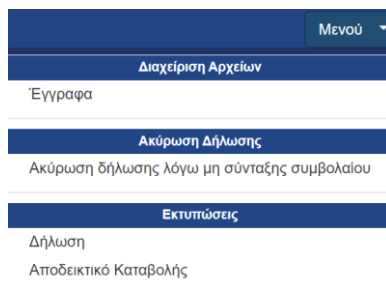 Μενού
Διαχείριση Αρχείων
Έγγραφα
Ακύρωση Δήλωσης
Ακύρωση δήλωσης λόγω μη σύνταξης συμβολαίου
Εκτυπώσεις
Δήλωση
Αποδεικτικό Καταβολής